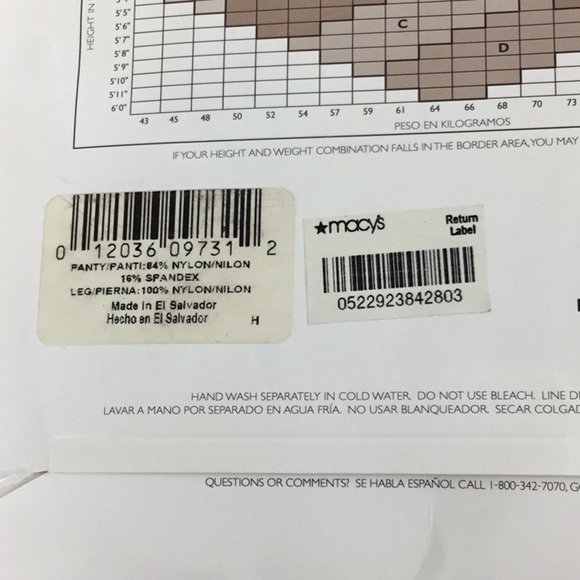 HEIGHT IN
5'5"
5'6"
5'7"
5'8"
5'9"
5'10"
5'11"
6'0"
C
D
43 45 48 50 52 54 57 59 61 64 66 68 70 73
PESO EN KILOGRAMOS
IF YOUR HEIGHT AND WEIGHT COMBINATION FALLS IN THE BORDER AREA, YOU MAY
0 12036 09731 2
PANTY/PANTI:84% NYLON/NILON
16% SPANDEX
LEG/PIERNA:100% NYLON/NILON
Made in El Salvador
Hecho en El Salvador H
★macy's
Return
Label
0522923842803
HAND WASH SEPARATELY IN COLD WATER. DO NOT USE BLEACH. LINE
LAVAR A MANO POR SEPARADO EN AGUA FRÍA. NO USAR BLANQUEADOR. SECAR
QUESTIONS OR COMMENTS? SE HABLA ESPAÑOL CALL 1-800-342-7070,